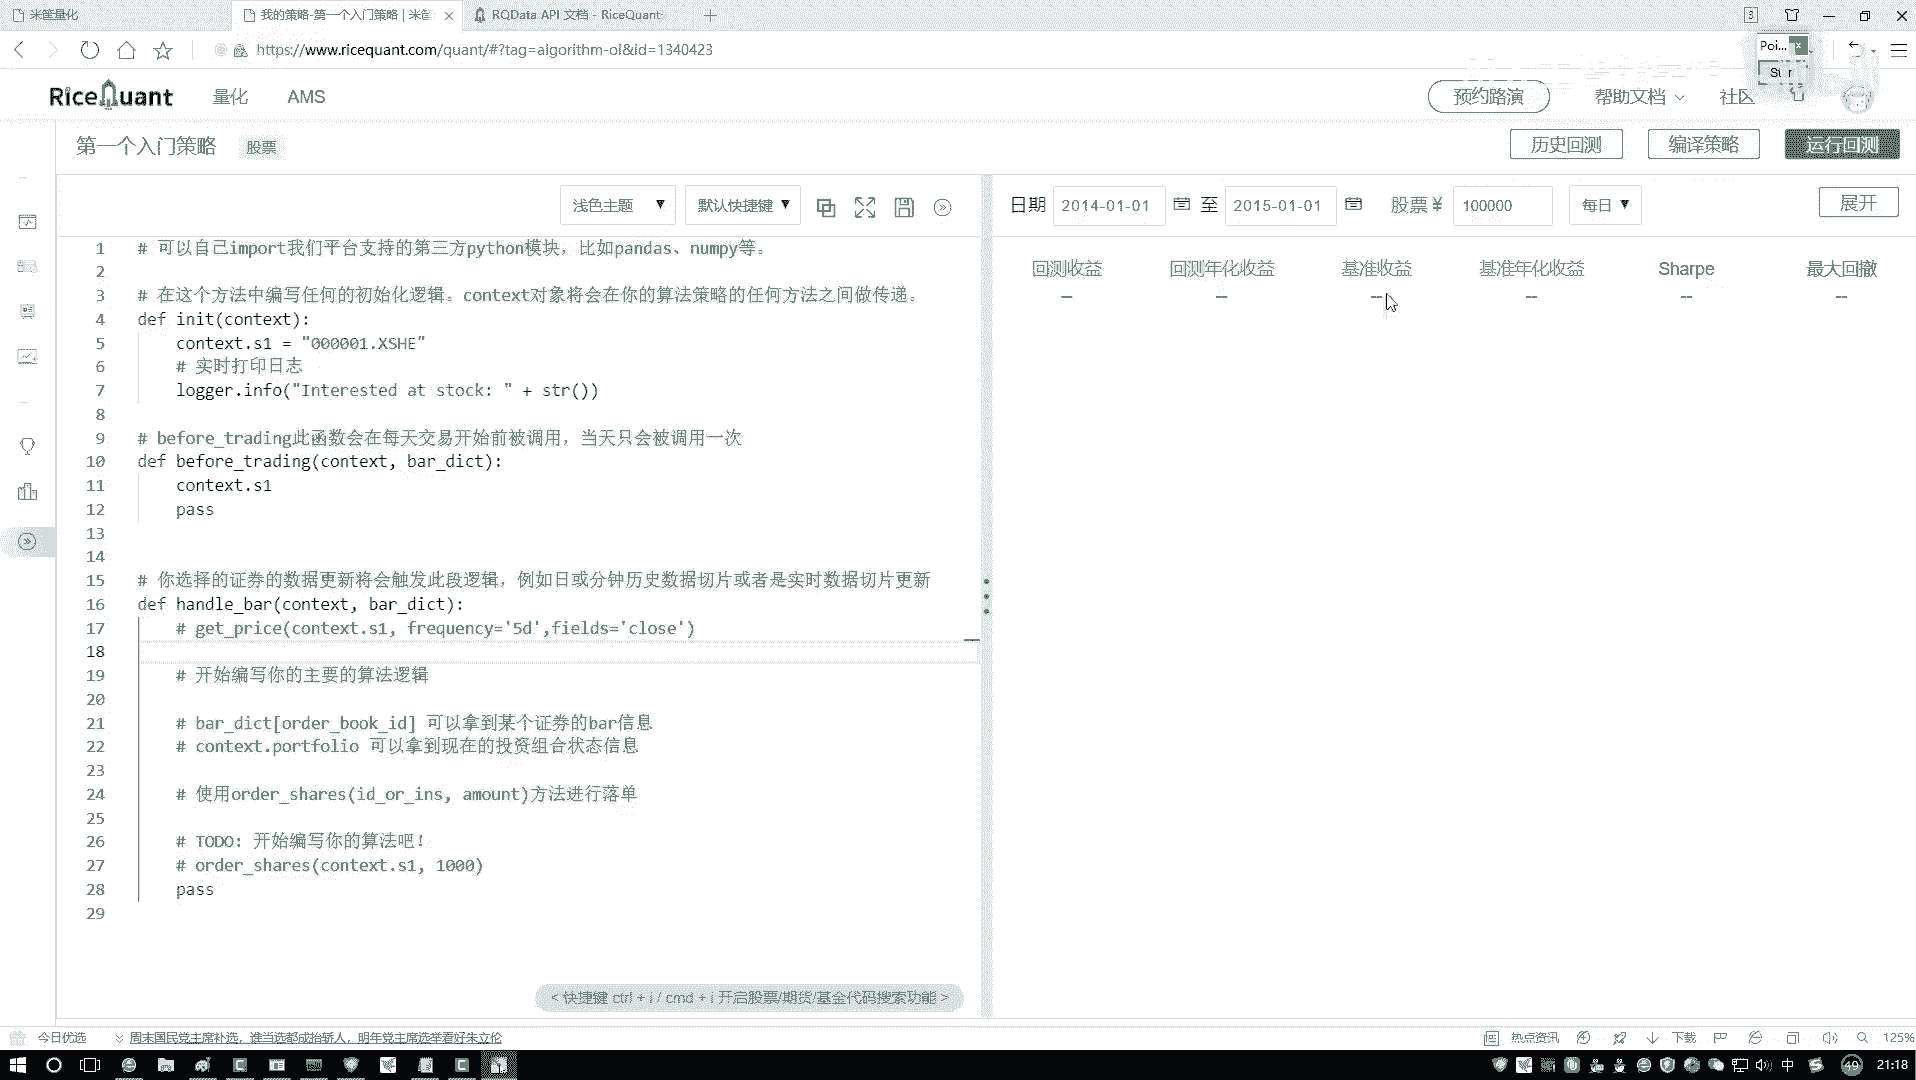 米筐量化
我的策略-第一个入门策略 | 米筐
RQData API 文档 - RiceQuant
https://www.ricequant.com/quant/#?tag=algorithm-oi&id=1340423
Poi...
RiceQuant
量化
AMS
预约路演
帮助文档
社区
第一个入门策略
股票
历史回测
编译策略
运行回测
浅色主题
默认快捷键
日期
2014-01-01
至
2015-01-01
股票¥
100000
每日
展开
回测收益
回测年化收益
基准收益
基准年化收益
Sharpe
最大回撤
-- -- -- -- -- --
1 # 可以自己import我们平台支持的第三方python模块，比如pandas、numpy等。
2
3 # 在这个方法中编写任何的初始化逻辑。context对象将会在你的算法策略的任何方法之间做传递。
4 def init(context):
5 context.s1 = "000001.XSHE"
6 # 实时打印日志
7 logger.info("Interested at stock: " + str())
8
9 # before_trading此函数会在每天交易开始前被调用，当天只会被调用一次
10 def before_trading(context, bar_dict):
11 context.s1
12 pass
13
14
15 # 你选择的证券的数据更新将会触发此段逻辑，例如日或分钟历史数据切片或者是实时数据切片更新
16 def handle_bar(context, bar_dict):
17 # get_price(context.s1, frequency='5d',fields='close')
18
19 # 开始编写你的主要的算法逻辑
20
21 # bar_dict[order_book_id] 可以拿到某个证券的bar信息
22 # context.portfolio 可以拿到现在的投资组合状态信息
23
24 # 使用order_shares(id_or_ins, amount)方法进行落单
25
26 # TODO: 开始编写你的算法吧！
27 # order_shares(context.s1, 1000)
28 pass
29
< 快捷键 ctrl + i / cmd + i 开启股票/期货/基金代码搜索功能 >
今日优选
周末国民党主席补选，谁当选都成抬轿人，明年党主席选举看好朱立伦
热点资讯
下载
125%
中
49
21:18